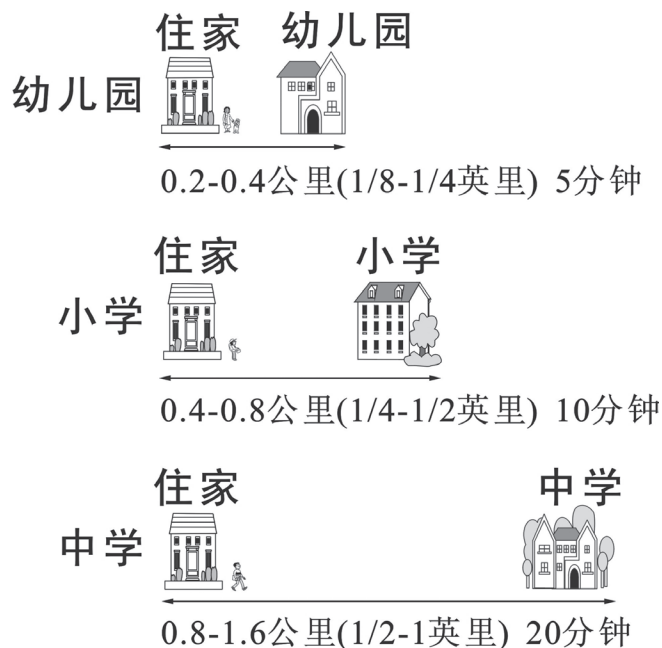 住家 幼儿园
幼儿园
0.2-0.4公里(1/8-1/4英里) 5分钟
住家 小学
小学
0.4-0.8公里(1/4-1/2英里) 10分钟
住家 中学
中学
0.8-1.6公里(1/2-1英里) 20分钟